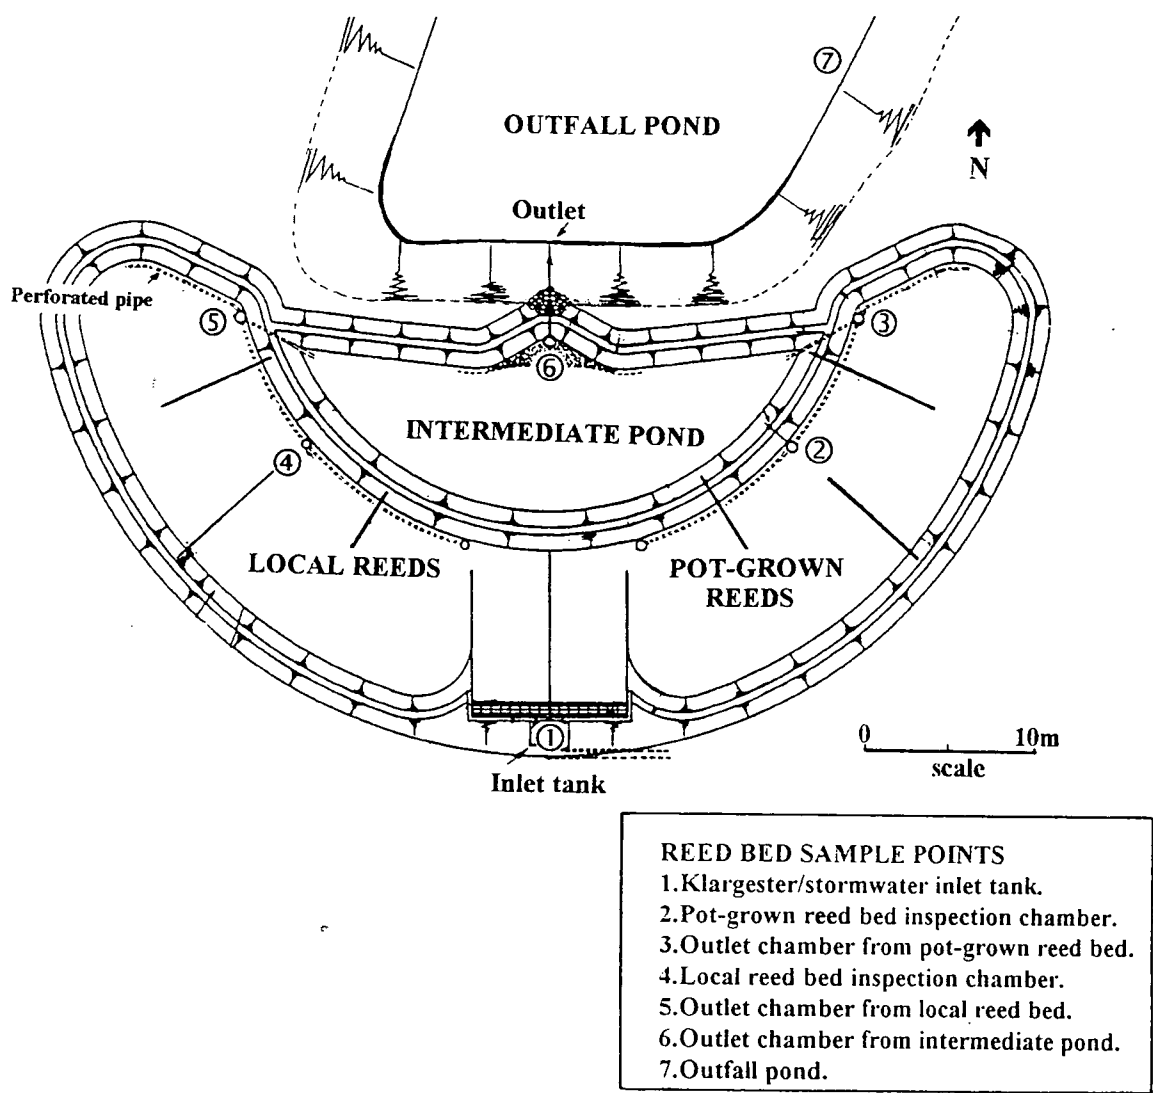 ⑦
OUTFALL POND
N
Outlet
Perforated pipe
⑤
③
⑥
INTERMEDIATE POND
④
②
LOCAL REEDS
POT-GROWN
REEDS
①
Inlet tank
0 10m
scale
REED BED SAMPLE POINTS
1.Klargester/stormwater inlet tank.
2.Pot-grown reed bed inspection chamber.
3.Outlet chamber from pot-grown reed bed.
4.Local reed bed inspection chamber.
5.Outlet chamber from local reed bed.
6.Outlet chamber from intermediate pond.
7.Outfall pond.